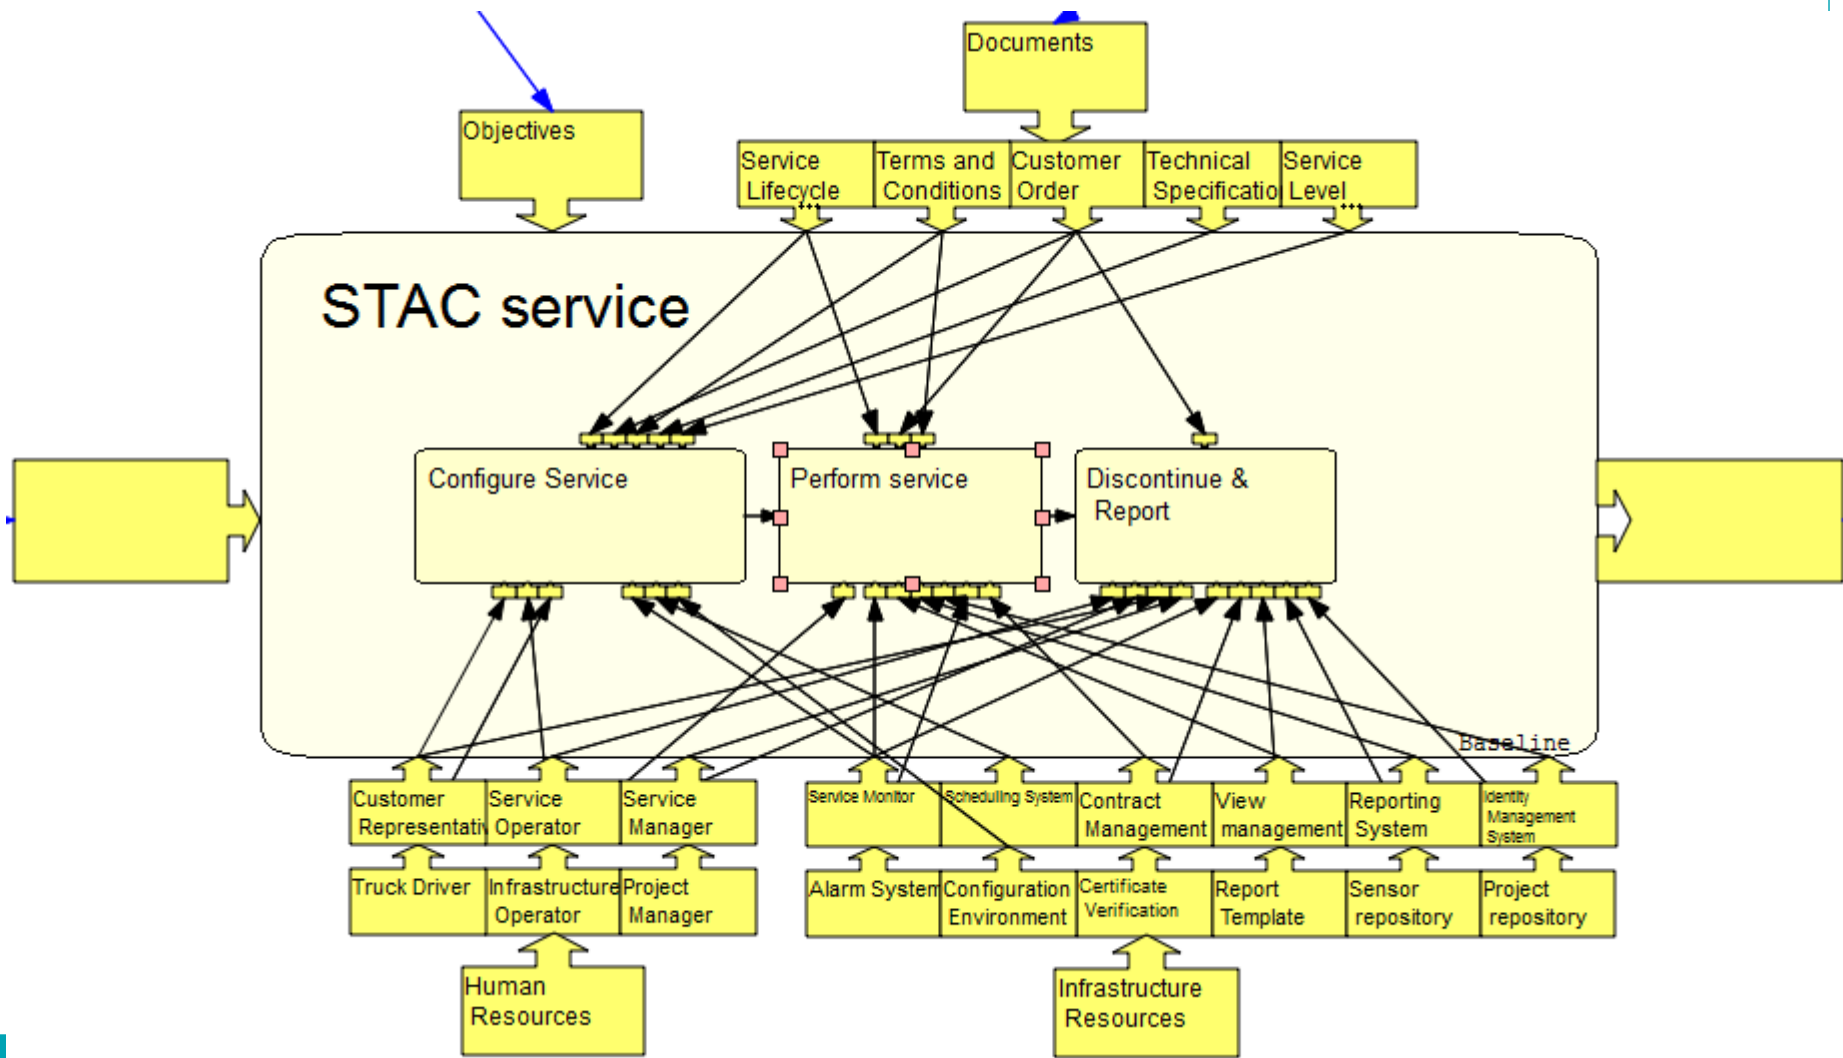 Documents
Objectives
Service
Lifecycle
...
Terms and
Conditions
Customer
Order
Technical
Specificatio
Service
Level
...
STAC service
Configure Service
Perform service
Discontinue &
Report
Baseline
Customer
Representativ
Service
Operator
Service
Manager
Service Monitor
Scheduling System
Contract
Management
View
management
Reporting
System
Identity
Management
System
Truck Driver
Infrastructure
Operator
Project
Manager
Alarm System
Configuration
Environment
Certificate
Verification
Report
Template
Sensor
repository
Project
repository
Human
Resources
Infrastructure
Resources